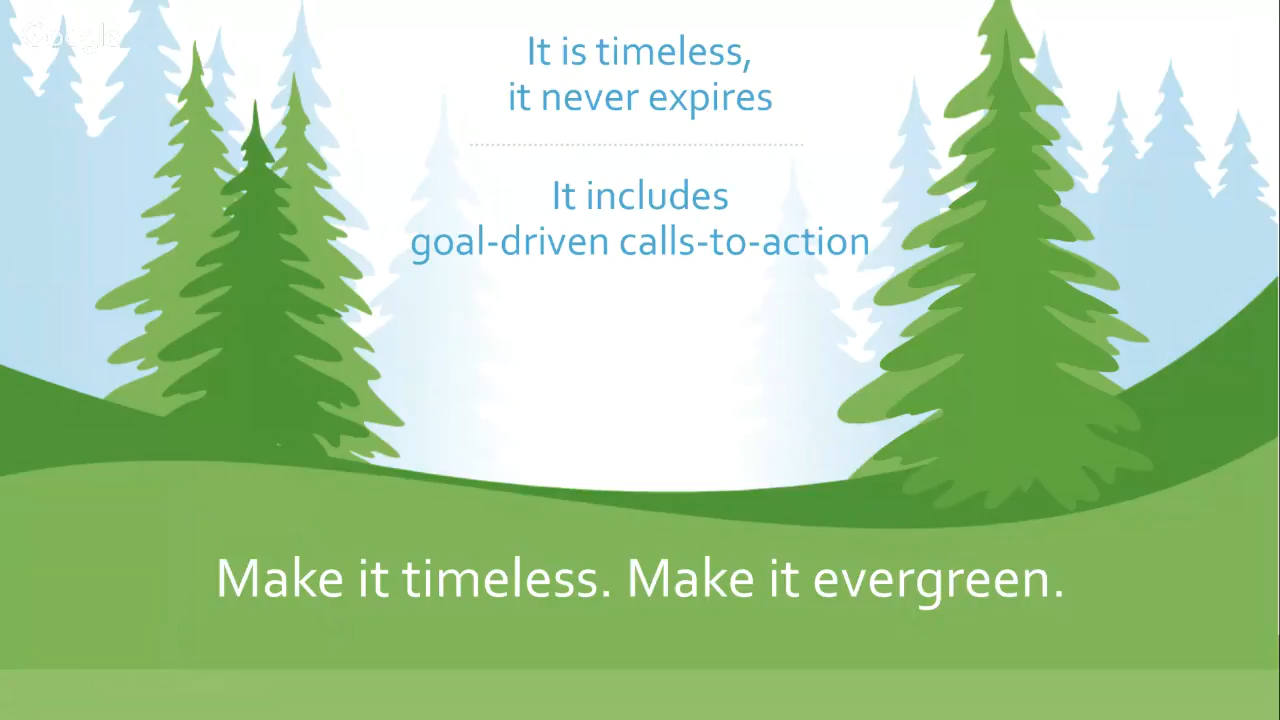 Google
It is timeless,
it never expires
It includes
goal-driven calls-to-action
Make it timeless. Make it evergreen.